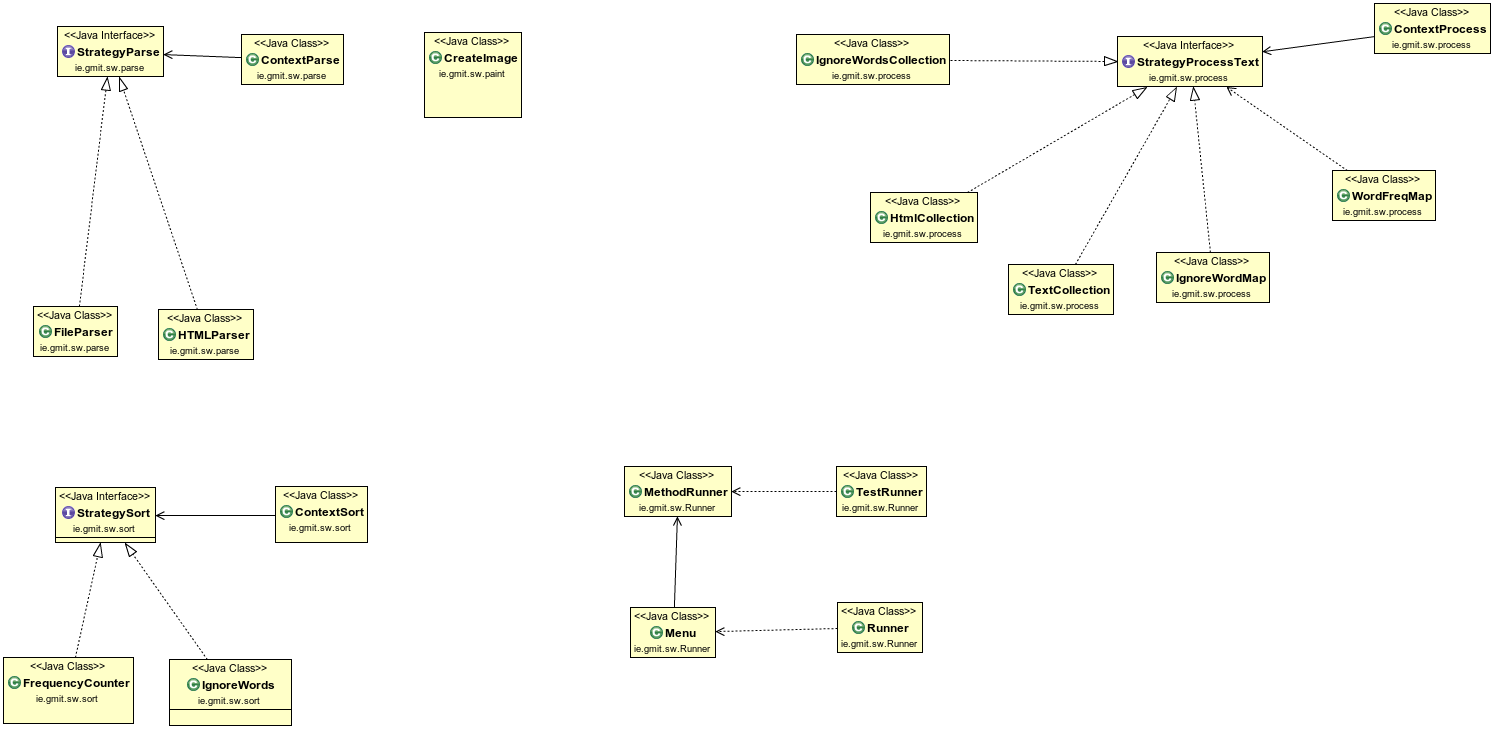 <<Java Interface>>
StrategyParse
ie.gmit.sw.parse
<<Java Class>>
ContextParse
ie.gmit.sw.parse
<<Java Class>>
CreateImage
ie.gmit.sw.paint
<<Java Class>>
IgnoreWordsCollection
ie.gmit.sw.process
<<Java Interface>>
StrategyProcessText
ie.gmit.sw.process
<<Java Class>>
ContextProcess
ie.gmit.sw.process
<<Java Class>>
HtmlCollection
ie.gmit.sw.process
<<Java Class>>
TextCollection
ie.gmit.sw.process
<<Java Class>>
IgnoreWordMap
ie.gmit.sw.process
<<Java Class>>
WordFreqMap
ie.gmit.sw.process
<<Java Class>>
FileParser
ie.gmit.sw.parse
<<Java Class>>
HTMLParser
ie.gmit.sw.parse
<<Java Interface>>
StrategySort
ie.gmit.sw.sort
<<Java Class>>
ContextSort
ie.gmit.sw.sort
<<Java Class>>
MethodRunner
ie.gmit.sw.Runner
<<Java Class>>
TestRunner
ie.gmit.sw.Runner
<<Java Class>>
Menu
ie.gmit.sw.Runner
<<Java Class>>
Runner
ie.gmit.sw.Runner
<<Java Class>>
FrequencyCounter
ie.gmit.sw.sort
<<Java Class>>
IgnoreWords
ie.gmit.sw.sort